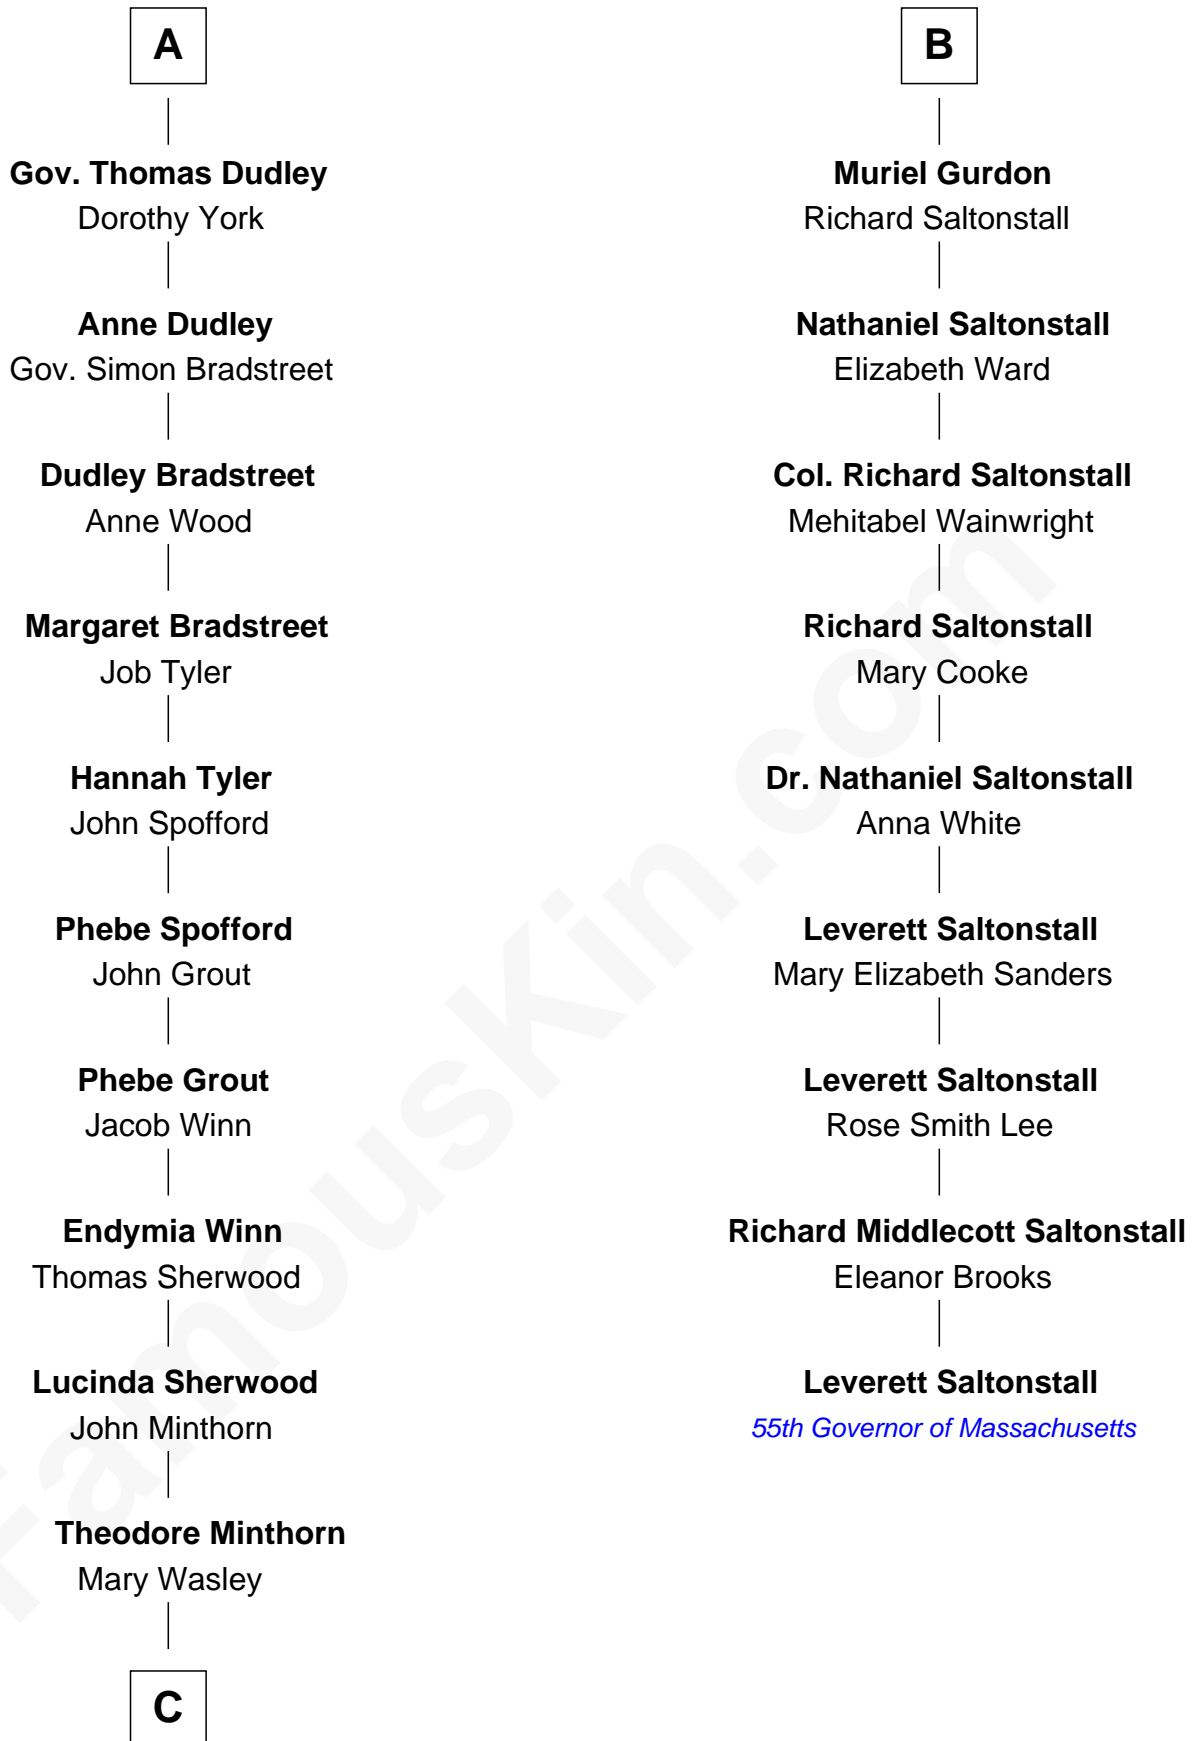 A
Gov. Thomas Dudley
Dorothy York
Anne Dudley
Gov. Simon Bradstreet
Dudley Bradstreet
Anne Wood
Margaret Bradstreet
Job Tyler
Hannah Tyler
John Spofford
Phebe Spofford
John Grout
Phebe Grout
Jacob Winn
Endymia Winn
Thomas Sherwood
Lucinda Sherwood
John Minthorn
Theodore Minthorn
Mary Wasley
C
B
Muriel Gurdon
Richard Saltonstall
Nathaniel Saltonstall
Elizabeth Ward
Col. Richard Saltonstall
Mehitabel Wainwright
Richard Saltonstall
Mary Cooke
Dr. Nathaniel Saltonstall
Anna White
Leverett Saltonstall
Mary Elizabeth Sanders
Leverett Saltonstall
Rose Smith Lee
Richard Middlecott Saltonstall
Eleanor Brooks
Leverett Saltonstall
55th Governor of Massachusetts
FamousKin.com